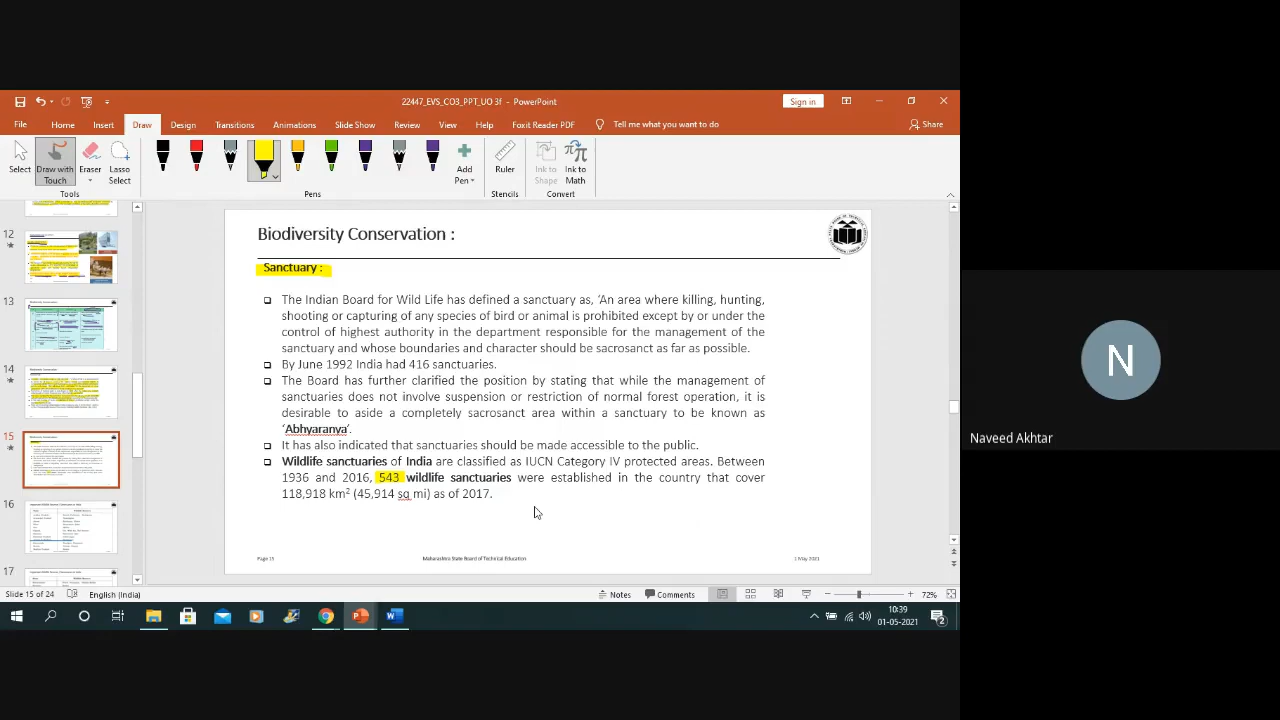 22447_EVS_CO3_PPT_UO 3f - PowerPoint
Sign in
File Home Insert Draw Design Transitions Animations Slide Show Review View Help Foxit Reader PDF Tell me what you want to do Share
Select
Draw with Touch
Eraser
Lasso Select
Add Pen
Ruler
Ink to Shape
Ink to Math
Tools
Pens
Stencils
Convert
12
13
14
15
16
17
Biodiversity Conservation :
Sanctuary :
The Indian Board for Wild Life has defined a sanctuary as, 'An area where killing, hunting,
shooting or capturing of any species of bird or animal is prohibited except by or under the
control of highest authority in the department responsible for the management of the
sanctuary and whose boundaries and character should be sacrosanct as far as possible.
By June 1992 India had 416 sanctuaries.
The Board has further clarified the by saying that while the of
does not involve suspension or restriction of normal forest operations, is
desirable to aside a completely sacrosanct area within a sanctuary to be known as
'Abhyaranya'.
It has also indicated that sanctuaries should be made accessible to the public.
Wildlife sanctuaries of India are classified as IUCN Category IV protected areas.
1936 and 2016, 543 wildlife sanctuaries were established in the country that cover
118,918 km² (45,914 sq mi) as of 2017.
Page 15
Maharashtra State Board of Technical Education
1 May 2021
Slide 15 of 24
English (India)
Notes
Comments
72%
10:39
01-05-2021
2
N
Naveed Akhtar